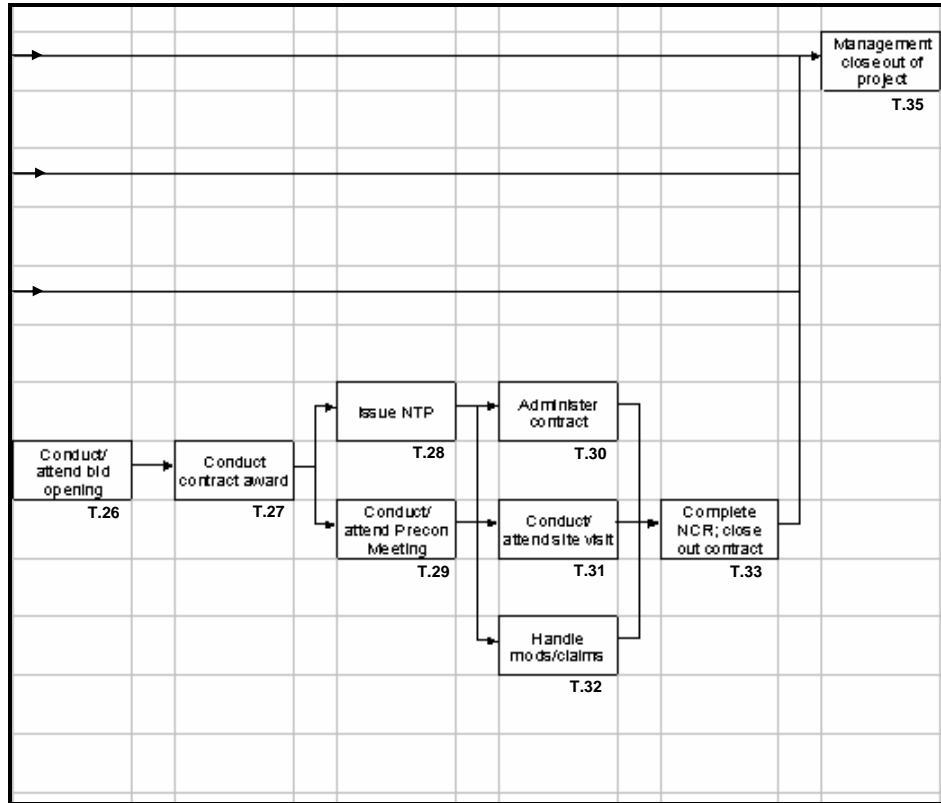 Management
closeout of
project
T.35
Issue NTP
T.28
Administer
contract
T.30
Conduct/
attend bid
opening
T.26
Conduct
contract award
T.27
Conduct/
attend Precon
Meeting
T.29
Conduct/
attend site visit
T.31
Complete
NCR; close
out contract
T.33
Handle
mods/claims
T.32